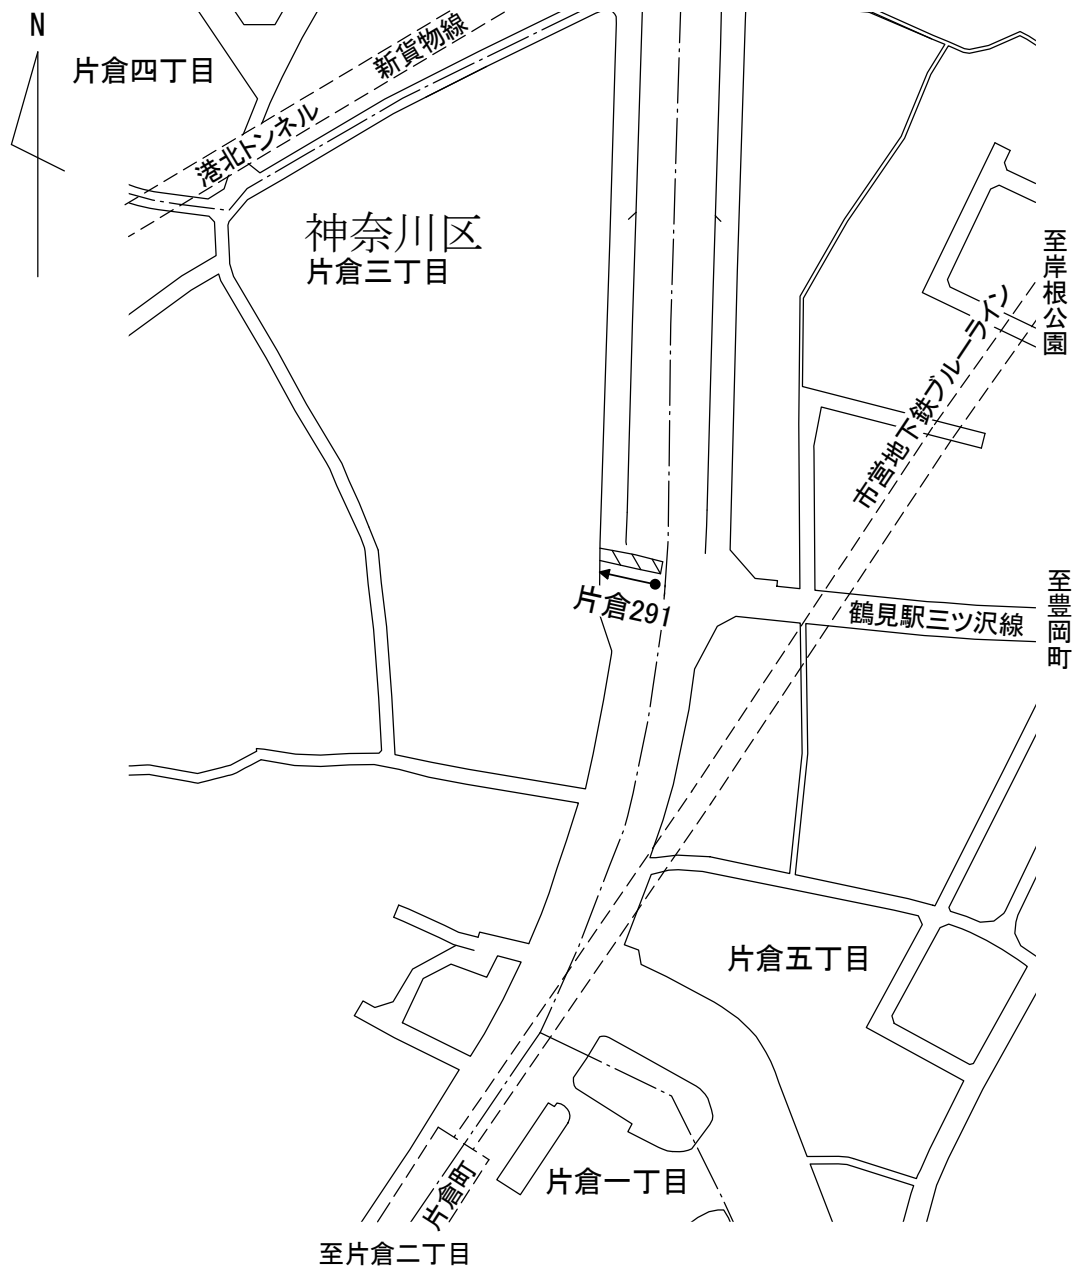 N
片倉四丁目
新貨物線
港北トンネル
神奈川区
片倉三丁目
至岸根公園
市営地下鉄ブルーライン
片倉291
鶴見駅三ツ沢線
至豊岡町
片倉五丁目
片倉一丁目
片倉町
至片倉二丁目